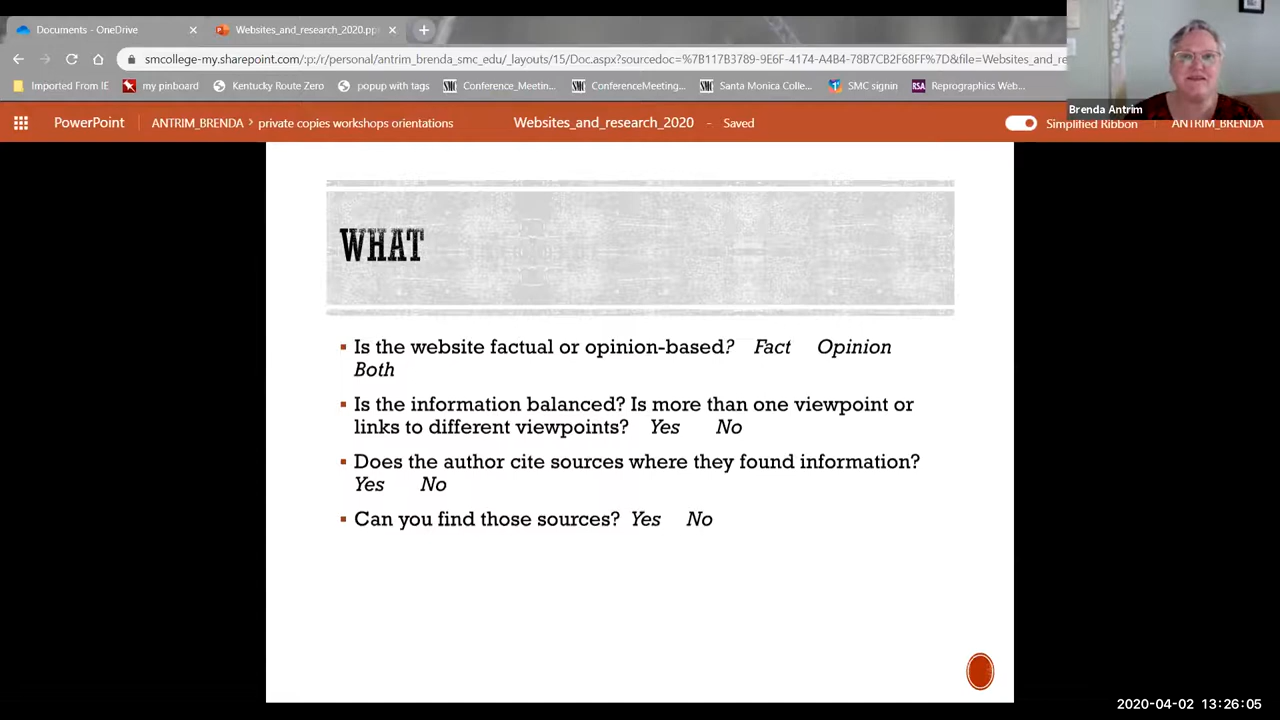 Documents - OneDrive
Websites_and_research_2020.pp
smcollege-my.sharepoint.com/:p:/r/personal/antrim_brenda_smc_edu/_layouts/15/Doc.aspx?sourcedoc=%7B117B3789-9E6F-4174-A4B4-78B7CB2F68FF%7D&file=Websites_and_re
Imported From IE
my pinboard
Kentucky Route Zero
popup with tags
SMC Conference_Meetin...
SMC ConferenceMeeting...
SMC Santa Monica Colle...
SMC signin
RSA Reprographics Web...
Brenda Antrim
PowerPoint
ANTRIM_BRENDA > private copies workshops orientations
Websites_and_research_2020 - Saved
Simplified Ribbon
ANTRIM_BRENDA
WHAT
Is the website factual or opinion-based? Fact Opinion
Both
Is the information balanced? Is more than one viewpoint or
links to different viewpoints? Yes No
Does the author cite sources where they found information?
Yes No
Can you find those sources? Yes No
2020-04-02 13:26:05